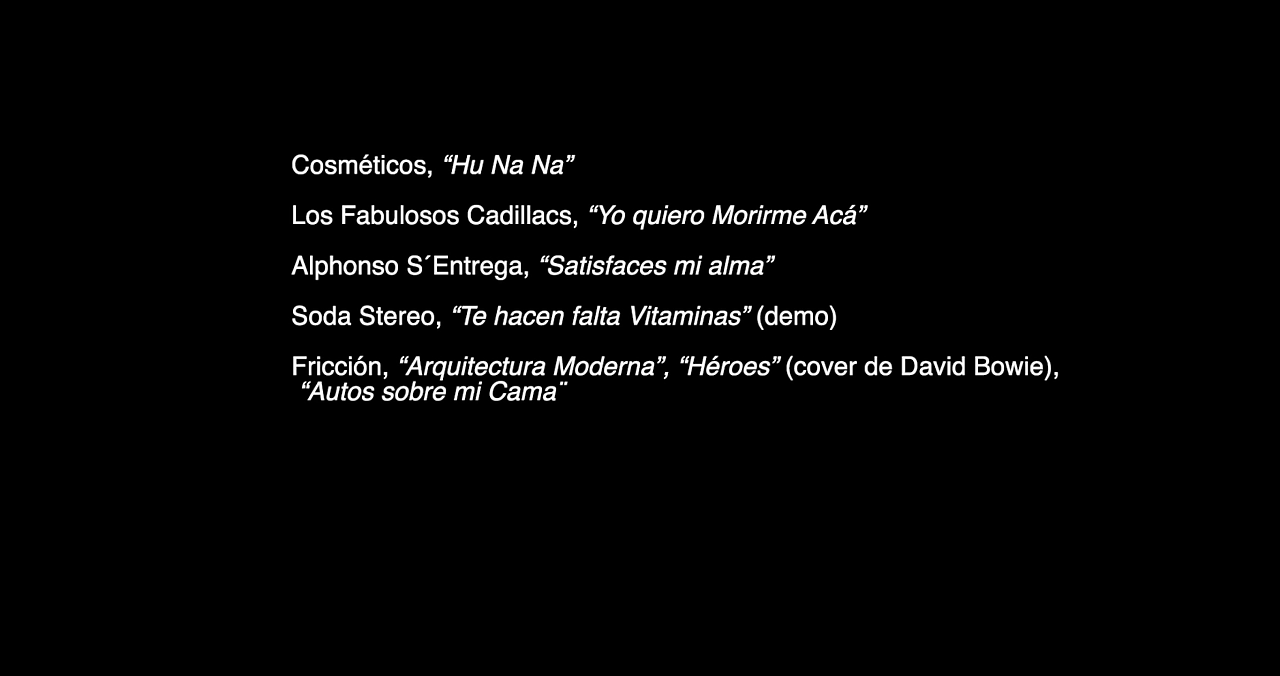 Cosméticos, “Hu Na Na”
Los Fabulosos Cadillacs, “Yo quiero Morirme Acá”
Alphonso S´Entrega, “Satisfaces mi alma”
Soda Stereo, “Te hacen falta Vitaminas” (demo)
Fricción, “Arquitectura Moderna”, “Héroes” (cover de David Bowie),
“Autos sobre mi Cama¨